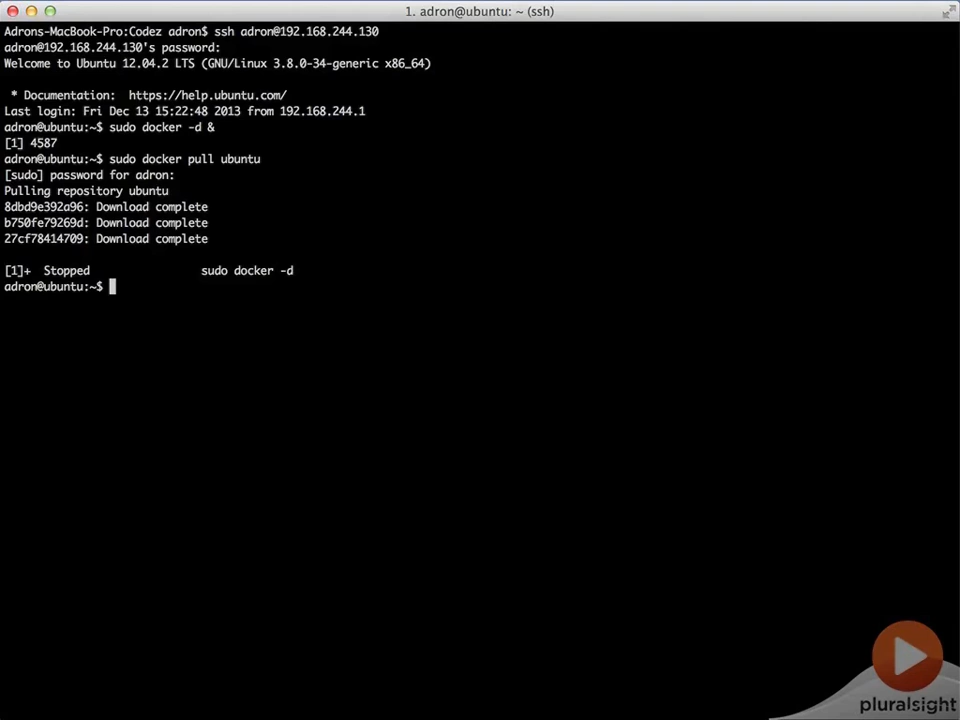 1. adron@ubuntu: ~ (ssh)
Adrons-MacBook-Pro:Codez adron$ ssh adron@192.168.244.130
adron@192.168.244.130's password:
Welcome to Ubuntu 12.04.2 LTS (GNU/Linux 3.8.0-34-generic x86_64)
* Documentation:  https://help.ubuntu.com/
Last login: Fri Dec 13 15:22:48 2013 from 192.168.244.1
adron@ubuntu:~$ sudo docker -d &
[1] 4587
adron@ubuntu:~$ sudo docker pull ubuntu
[sudo] password for adron:
Pulling repository ubuntu
8dbd9e392a96: Download complete
b750fe79269d: Download complete
27cf78414709: Download complete
[1]+  Stopped                 sudo docker -d
adron@ubuntu:~$
pluralsight